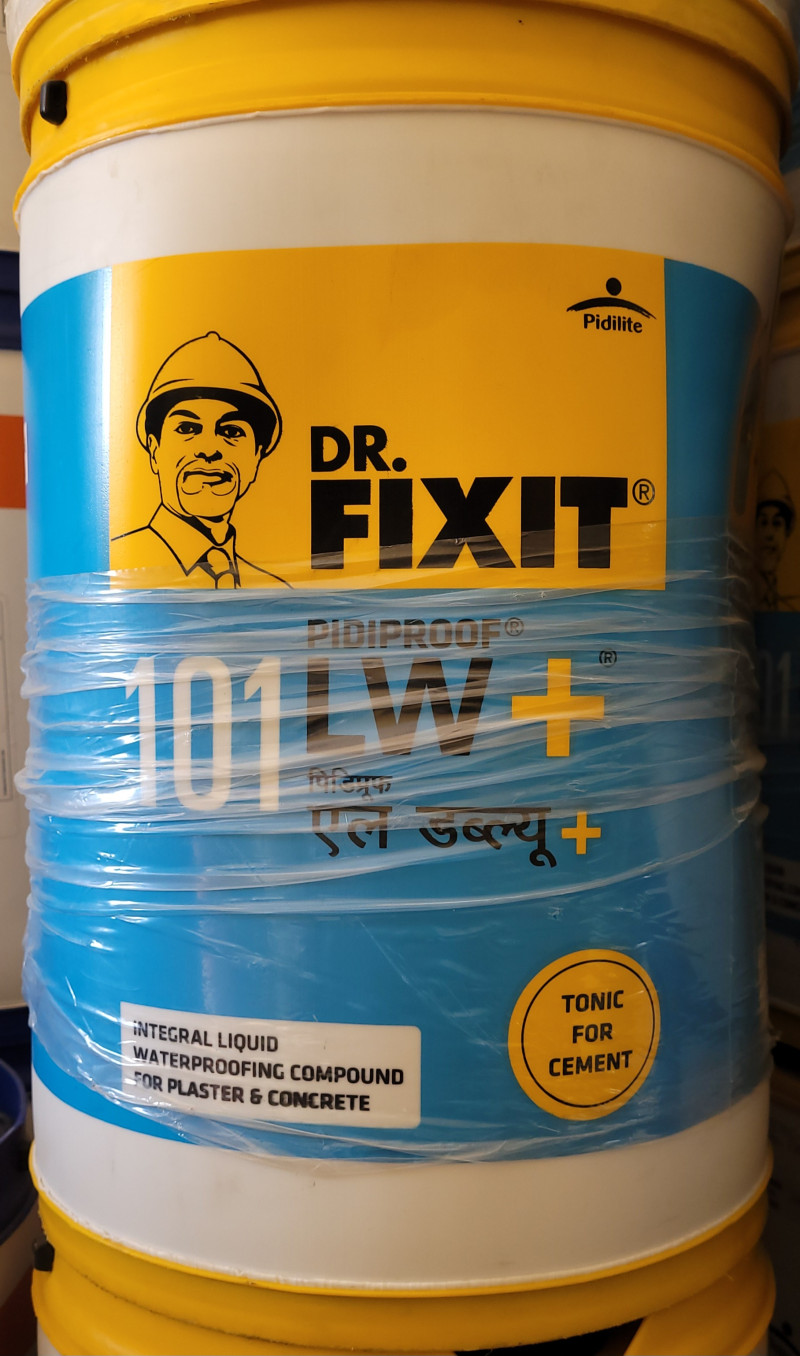 Pidilite
DR.
FIXIT®
PIDIPROOF®
101 LW+®
पिडिप्रूफ
एल डब्ल्यू+
INTEGRAL LIQUID
WATERPROOFING COMPOUND
FOR PLASTER & CONCRETE
TONIC
FOR
CEMENT